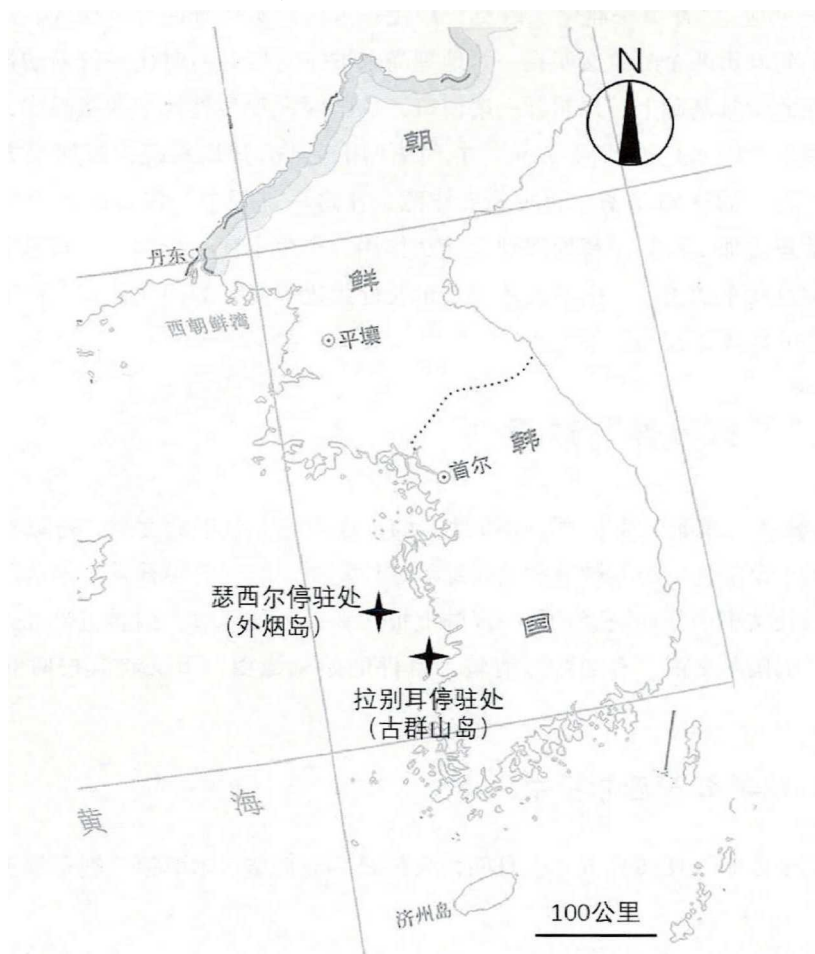 N
朝
丹东
鲜
西朝鲜湾
平壤
韩
首尔
瑟西尔停驻处
（外烟岛）
国
拉别耳停驻处
（古群山岛）
黄
海
济州岛
100公里